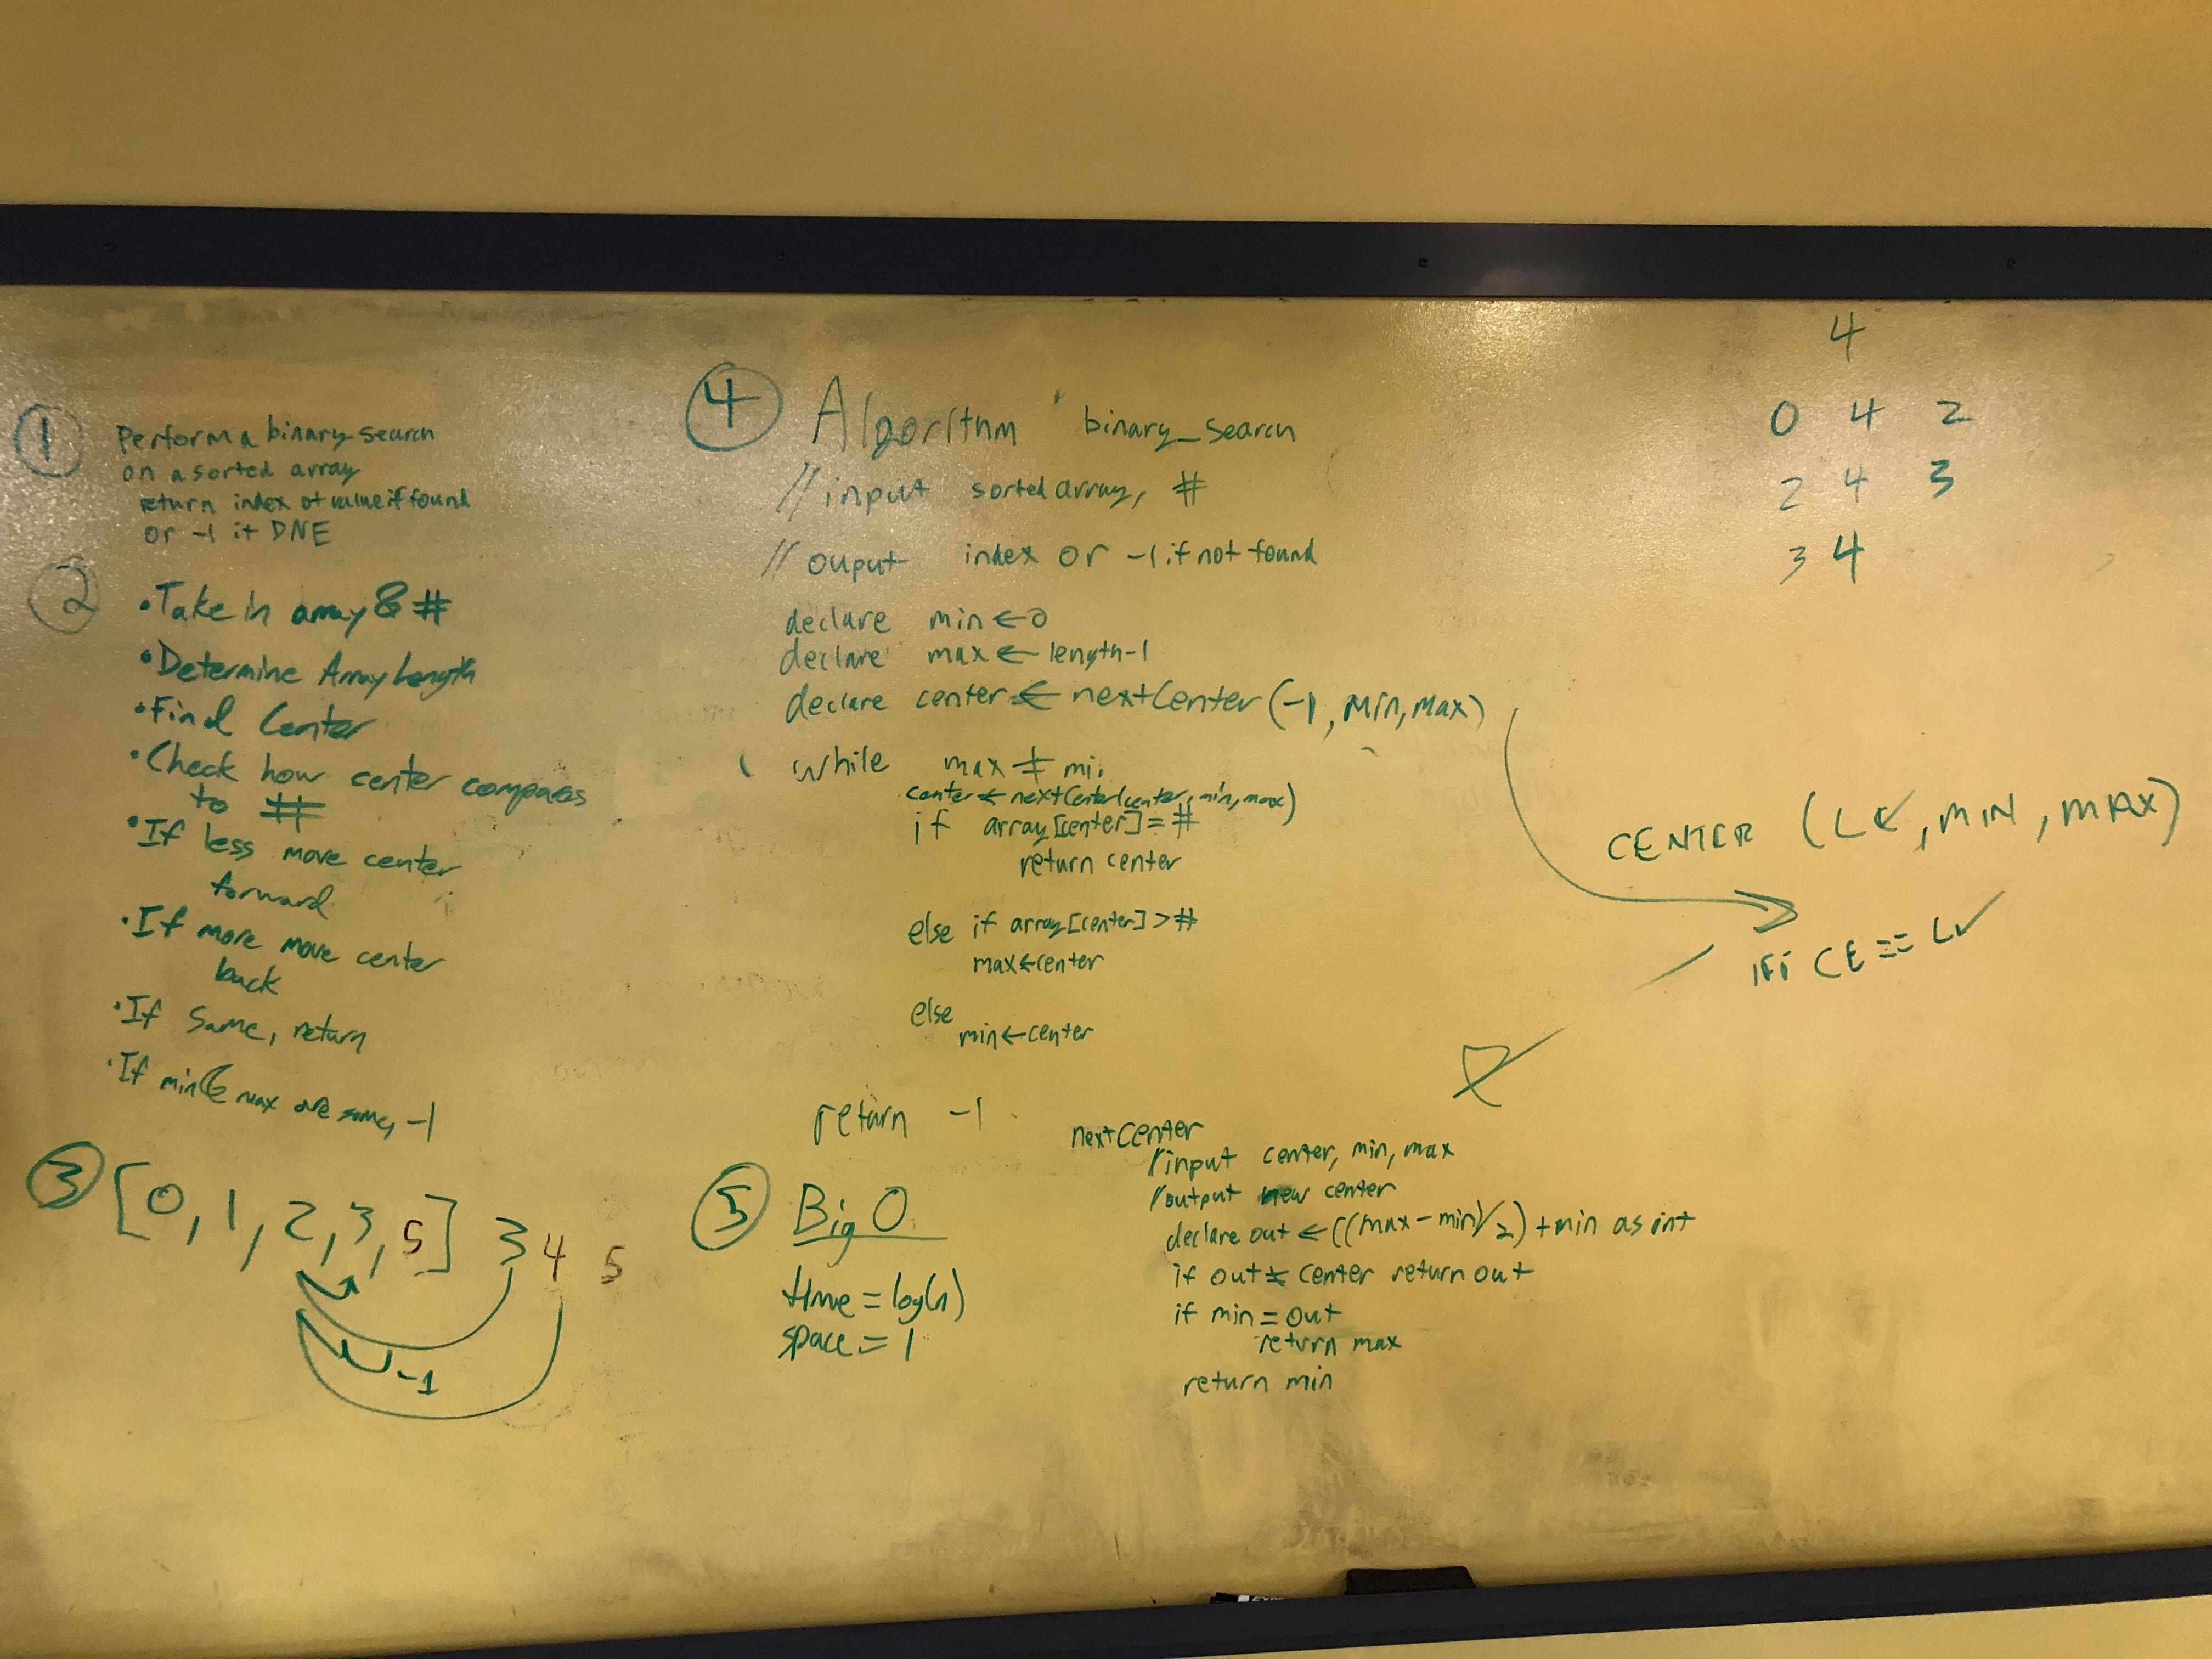 ① Perform a binary-search
on a sorted array
return index of value if found
or -1 if DNE
② • Take in array & #
• Determine Array Length
• Find Center
• Check how center compares
to #
• If less move center
forward
• If more move center
back
• If Same, return
• If min & max are same, -1
③ [0, 1, 2, 3, 5] 3 4 5
-1
④ Algorithm binary_search
// input sorted array, #
// ouput index or -1 if not found
declare min ← 0
declare max ← length-1
declare center ← nextCenter(-1, Min, Max)
while max ≠ mi
center ← nextCenter(center, min, max)
if array[center] = #
return center
else if array[center] > #
max ← center
else
min ← center
return -1
⑤ Big O
time = log(n)
space = 1
nextCenter
/input center, min, max
/output new center
declare out ← ((max-min)/2) + min as int
if out ≠ center return out
if min = out
return max
return min
4
0 4 2
2 4 3
3 4
CENTER (LC, MIN, MAX)